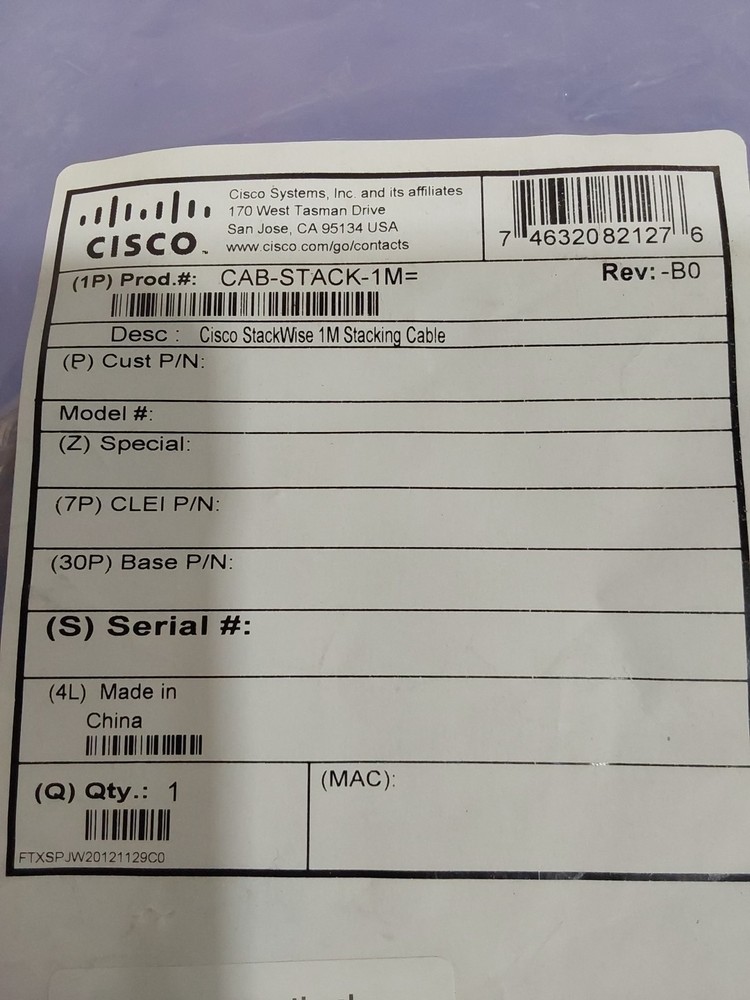 Cisco Systems, Inc. and its affiliates
170 West Tasman Drive
San Jose, CA 95134 USA
www.cisco.com/go/contacts
CISCO™
7 4632082127 6
(1P) Prod.#: CAB-STACK-1M=
Rev: -B0
Desc : Cisco StackWise 1M Stacking Cable
(P) Cust P/N:
Model #:
(Z) Special:
(7P) CLEI P/N:
(30P) Base P/N:
(S) Serial #:
(4L) Made in
China
(Q) Qty.: 1
(MAC):
FTXSPJW20121129C0